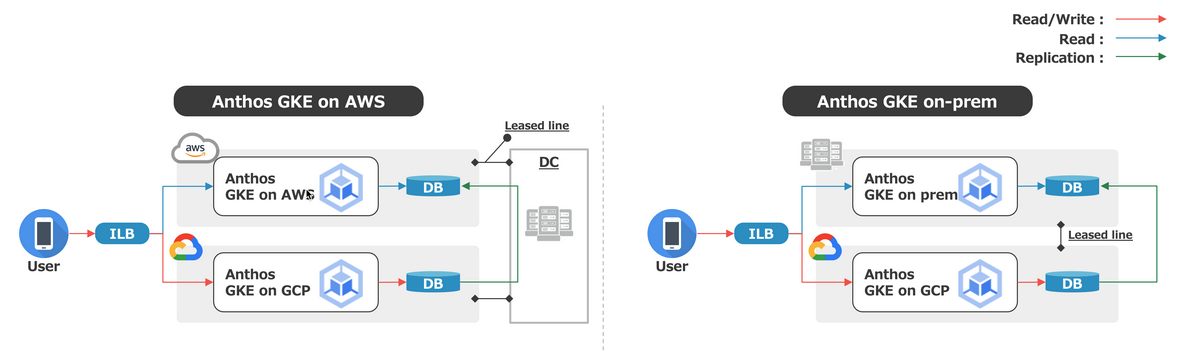 Read/Write :
Read :
Replication :
Anthos GKE on AWS
Leased line
aws
Anthos
GKE on AWS
DB
DC
ILB
User
Anthos
GKE on GCP
DB
Anthos GKE on-prem
Anthos
GKE on prem
DB
ILB
Leased line
User
Anthos
GKE on GCP
DB